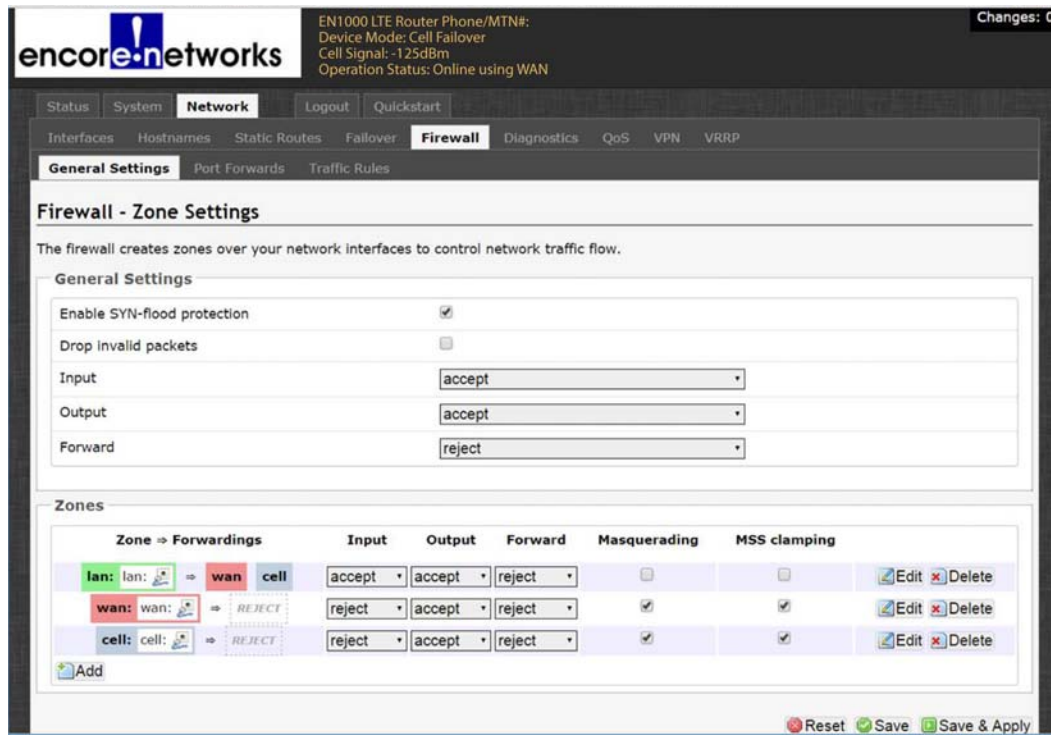 encore!networks
EN1000 LTE Router Phone/MTN#:
Device Mode: Cell Failover
Cell Signal: -125dBm
Operation Status: Online using WAN
Changes: 0
Status System Network Logout Quickstart
Interfaces Hostnames Static Routes Failover Firewall Diagnostics QoS VPN VRRP
General Settings Port Forwards Traffic Rules
Firewall - Zone Settings
The firewall creates zones over your network interfaces to control network traffic flow.
General Settings
Enable SYN-flood protection
Drop invalid packets
Input accept
Output accept
Forward reject
Zones
Zone ⇒ Forwardings Input Output Forward Masquerading MSS clamping
lan: lan: ⇒ wan cell accept accept reject Edit Delete
wan: wan: ⇒ REJECT reject accept reject Edit Delete
cell: cell: ⇒ REJECT reject accept reject Edit Delete
Add
Reset Save Save & Apply